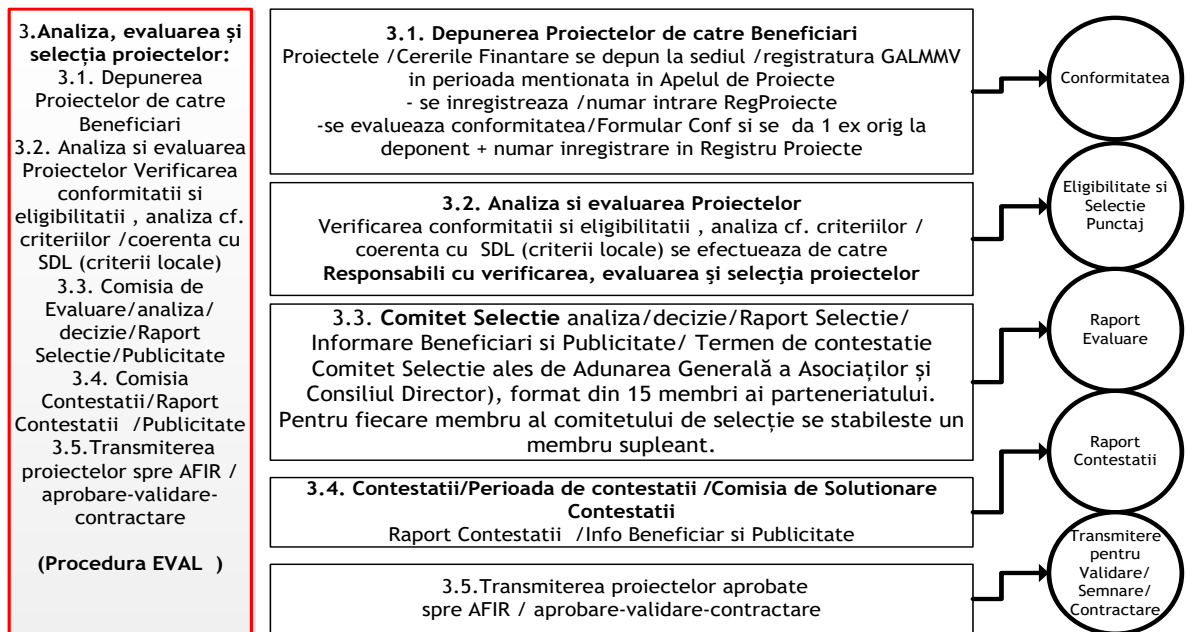 3.Analiza, evaluarea și
selecția proiectelor:
3.1. Depunerea
Proiectelor de catre
Beneficiari
3.2. Analiza si evaluarea
Proiectelor Verificarea
conformitatii si
eligibilitatii , analiza cf.
criteriilor /coerenta cu
SDL (criterii locale)
3.3. Comisia de
Evaluare/analiza/
decizie/Raport
Selectie/Publicitate
3.4. Comisia
Contestatii/Raport
Contestatii /Publicitate
3.5.Transmiterea
proiectelor spre AFIR /
aprobare-validare-
contractare
(Procedura EVAL )
3.1. Depunerea Proiectelor de catre Beneficiari
Proiectele /Cererile Finantare se depun la sediul /registratura GALMMV
in perioada mentionata in Apelul de Proiecte
- se inregistreaza /numar intrare RegProiecte
-se evalueaza conformitatea/Formular Conf si se da 1 ex orig la
deponent + numar inregistrare in Registru Proiecte
Conformitatea
3.2. Analiza si evaluarea Proiectelor
Verificarea conformitatii si eligibilitatii , analiza cf. criteriilor /
coerenta cu SDL (criterii locale) se efectueaza de catre
Responsabili cu verificarea, evaluarea și selecția proiectelor
Eligibilitate si
Selectie
Punctaj
3.3. Comitet Selectie analiza/decizie/Raport Selectie/
Informare Beneficiari si Publicitate/ Termen de contestatie
Comitet Selectie ales de Adunarea Generală a Asociaților și
Consiliul Director), format din 15 membri ai parteneriatului.
Pentru fiecare membru al comitetului de selecție se stabileste un
membru supleant.
Raport
Evaluare
3.4. Contestatii/Perioada de contestatii /Comisia de Solutionare
Contestatii
Raport Contestatii /Info Beneficiar si Publicitate
Raport
Contestatii
3.5.Transmiterea proiectelor aprobate
spre AFIR / aprobare-validare-contractare
Transmitere
pentru
Validare/
Semnare/
Contractare